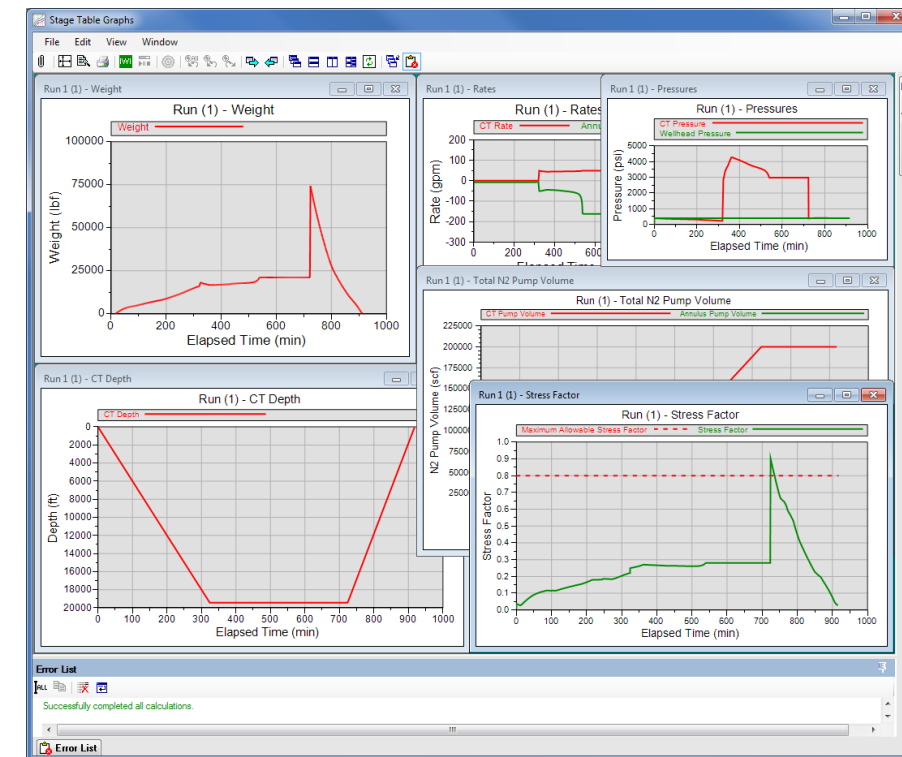 Stage Table Graphs
File Edit View Window
Run 1 (1) - Weight
Run (1) - Weight
Weight
100000
75000
50000
25000
0
Weight (lbf)
0 200 400 600 800 1000
Elapsed Time (min)
Run 1 (1) - Rates
Run (1) - Rates
CT Rate Annu
200
100
0
-100
-200
-300
Rate (gpm)
0 200 400 600
Elapsed Time
Run 1 (1) - Pressures
Run (1) - Pressures
CT Pressure
Wellhead Pressure
5000
4000
3000
2000
1000
0
Pressure (psi)
0 200 400 600 800 1000
Elapsed Time (min)
Run 1 (1) - Total N2 Pump Volume
Run (1) - Total N2 Pump Volume
CT Pump Volume Annulus Pump Volume
225000
200000
175000
150000
125000
100000
75000
50000
25000
N2 Pump Volume (scf)
Run 1 (1) - CT Depth
Run (1) - CT Depth
CT Depth
0
2000
4000
6000
8000
10000
12000
14000
16000
18000
20000
Depth (ft)
0 100 200 300 400 500 600 700 800 900 1000
Elapsed Time (min)
Run 1 (1) - Stress Factor
Run (1) - Stress Factor
Maximum Allowable Stress Factor Stress Factor
1.0
0.9
0.8
0.7
0.6
0.5
0.4
0.3
0.2
0.1
0.0
Stress Factor
0 100 200 300 400 500 600 700 800 900 1000
Elapsed Time (min)
Error List
ALL
Successfully completed all calculations.
Error List